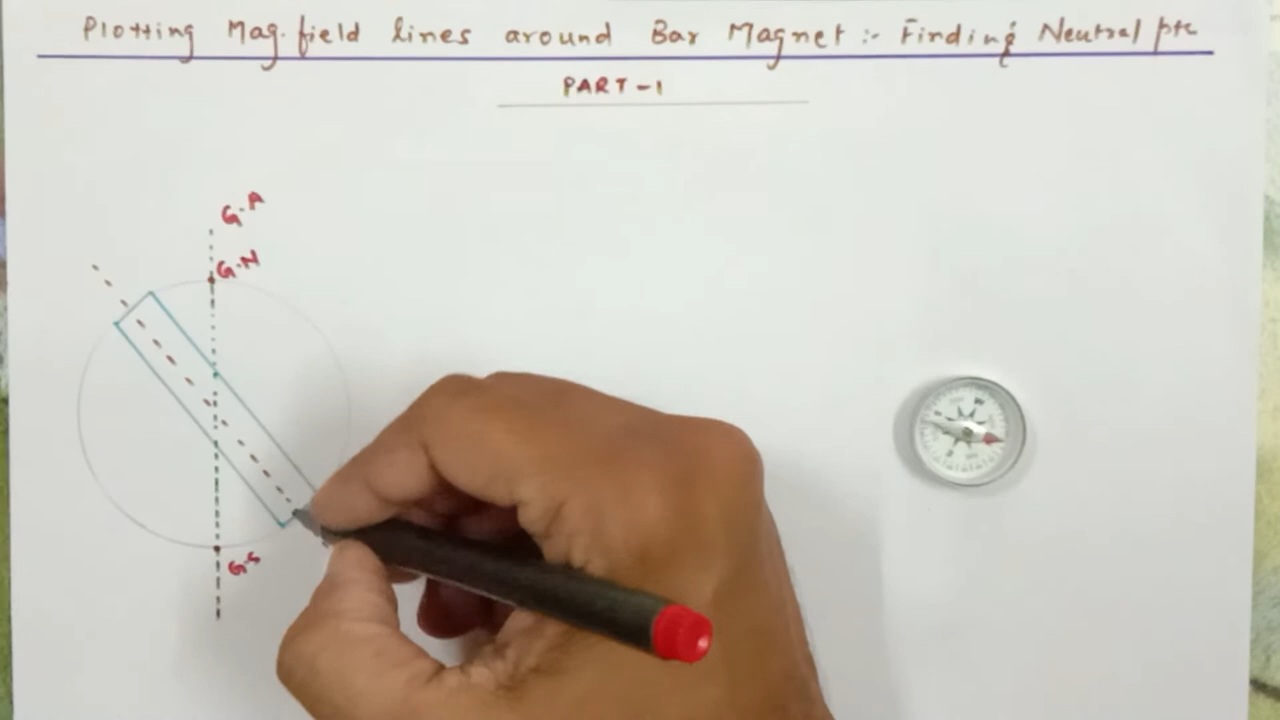 Plotting Mag. field lines around Bar Magnet :- Finding Neutral pts
PART-1
G.A
G.N
G.S